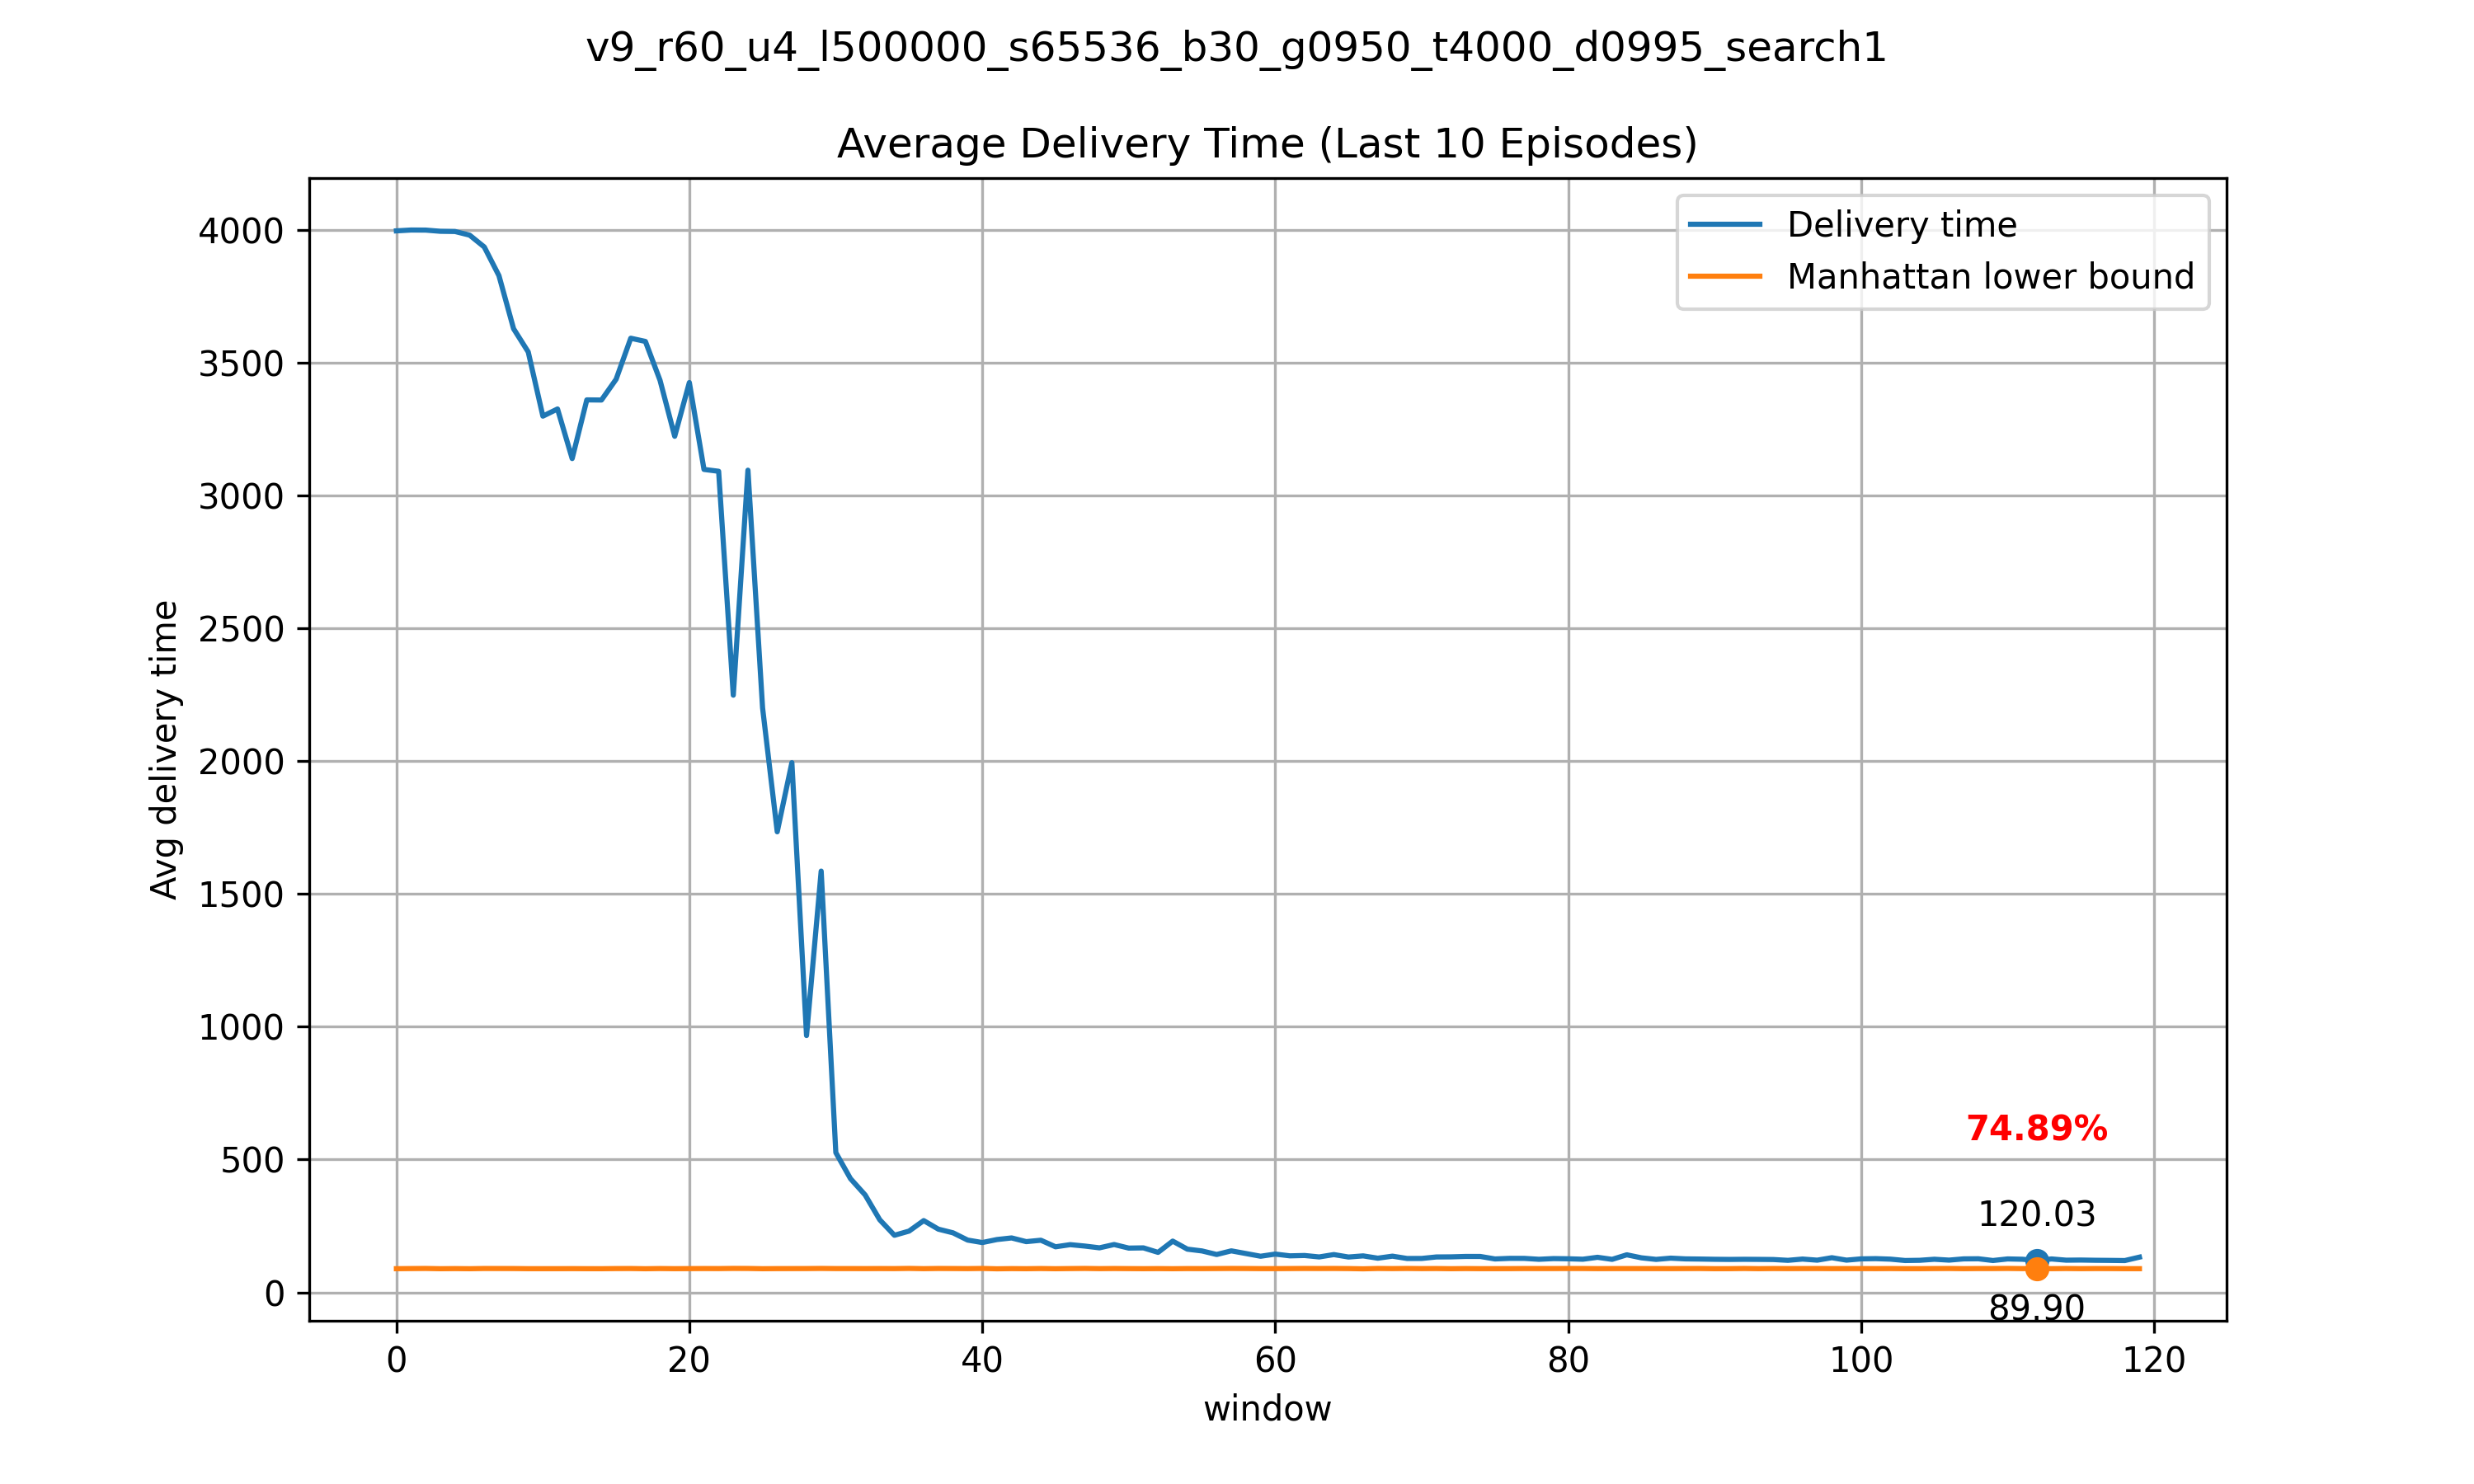 v9_r60_u4_l500000_s65536_b30_g0950_t4000_d0995_search1
Average Delivery Time (Last 10 Episodes)
Delivery time
Manhattan lower bound
Avg delivery time
4000
3500
3000
2500
2000
1500
1000
500
0
74.89%
120.03
89.90
0 20 40 60 80 100 120
window